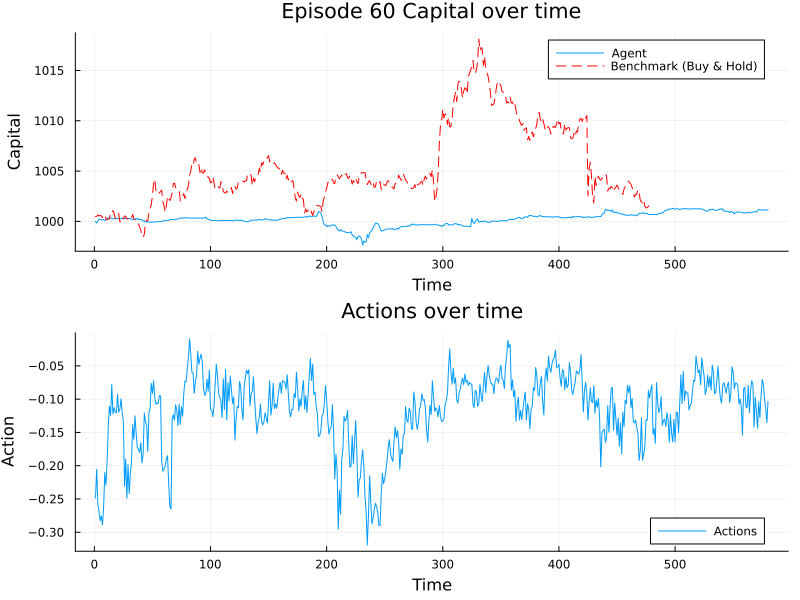 Episode 60 Capital over time
Capital
1015
1010
1005
1000
Agent
Benchmark (Buy & Hold)
0 100 200 300 400 500
Time
Actions over time
Action
−0.05
−0.10
−0.15
−0.20
−0.25
−0.30
Actions
0 100 200 300 400 500
Time